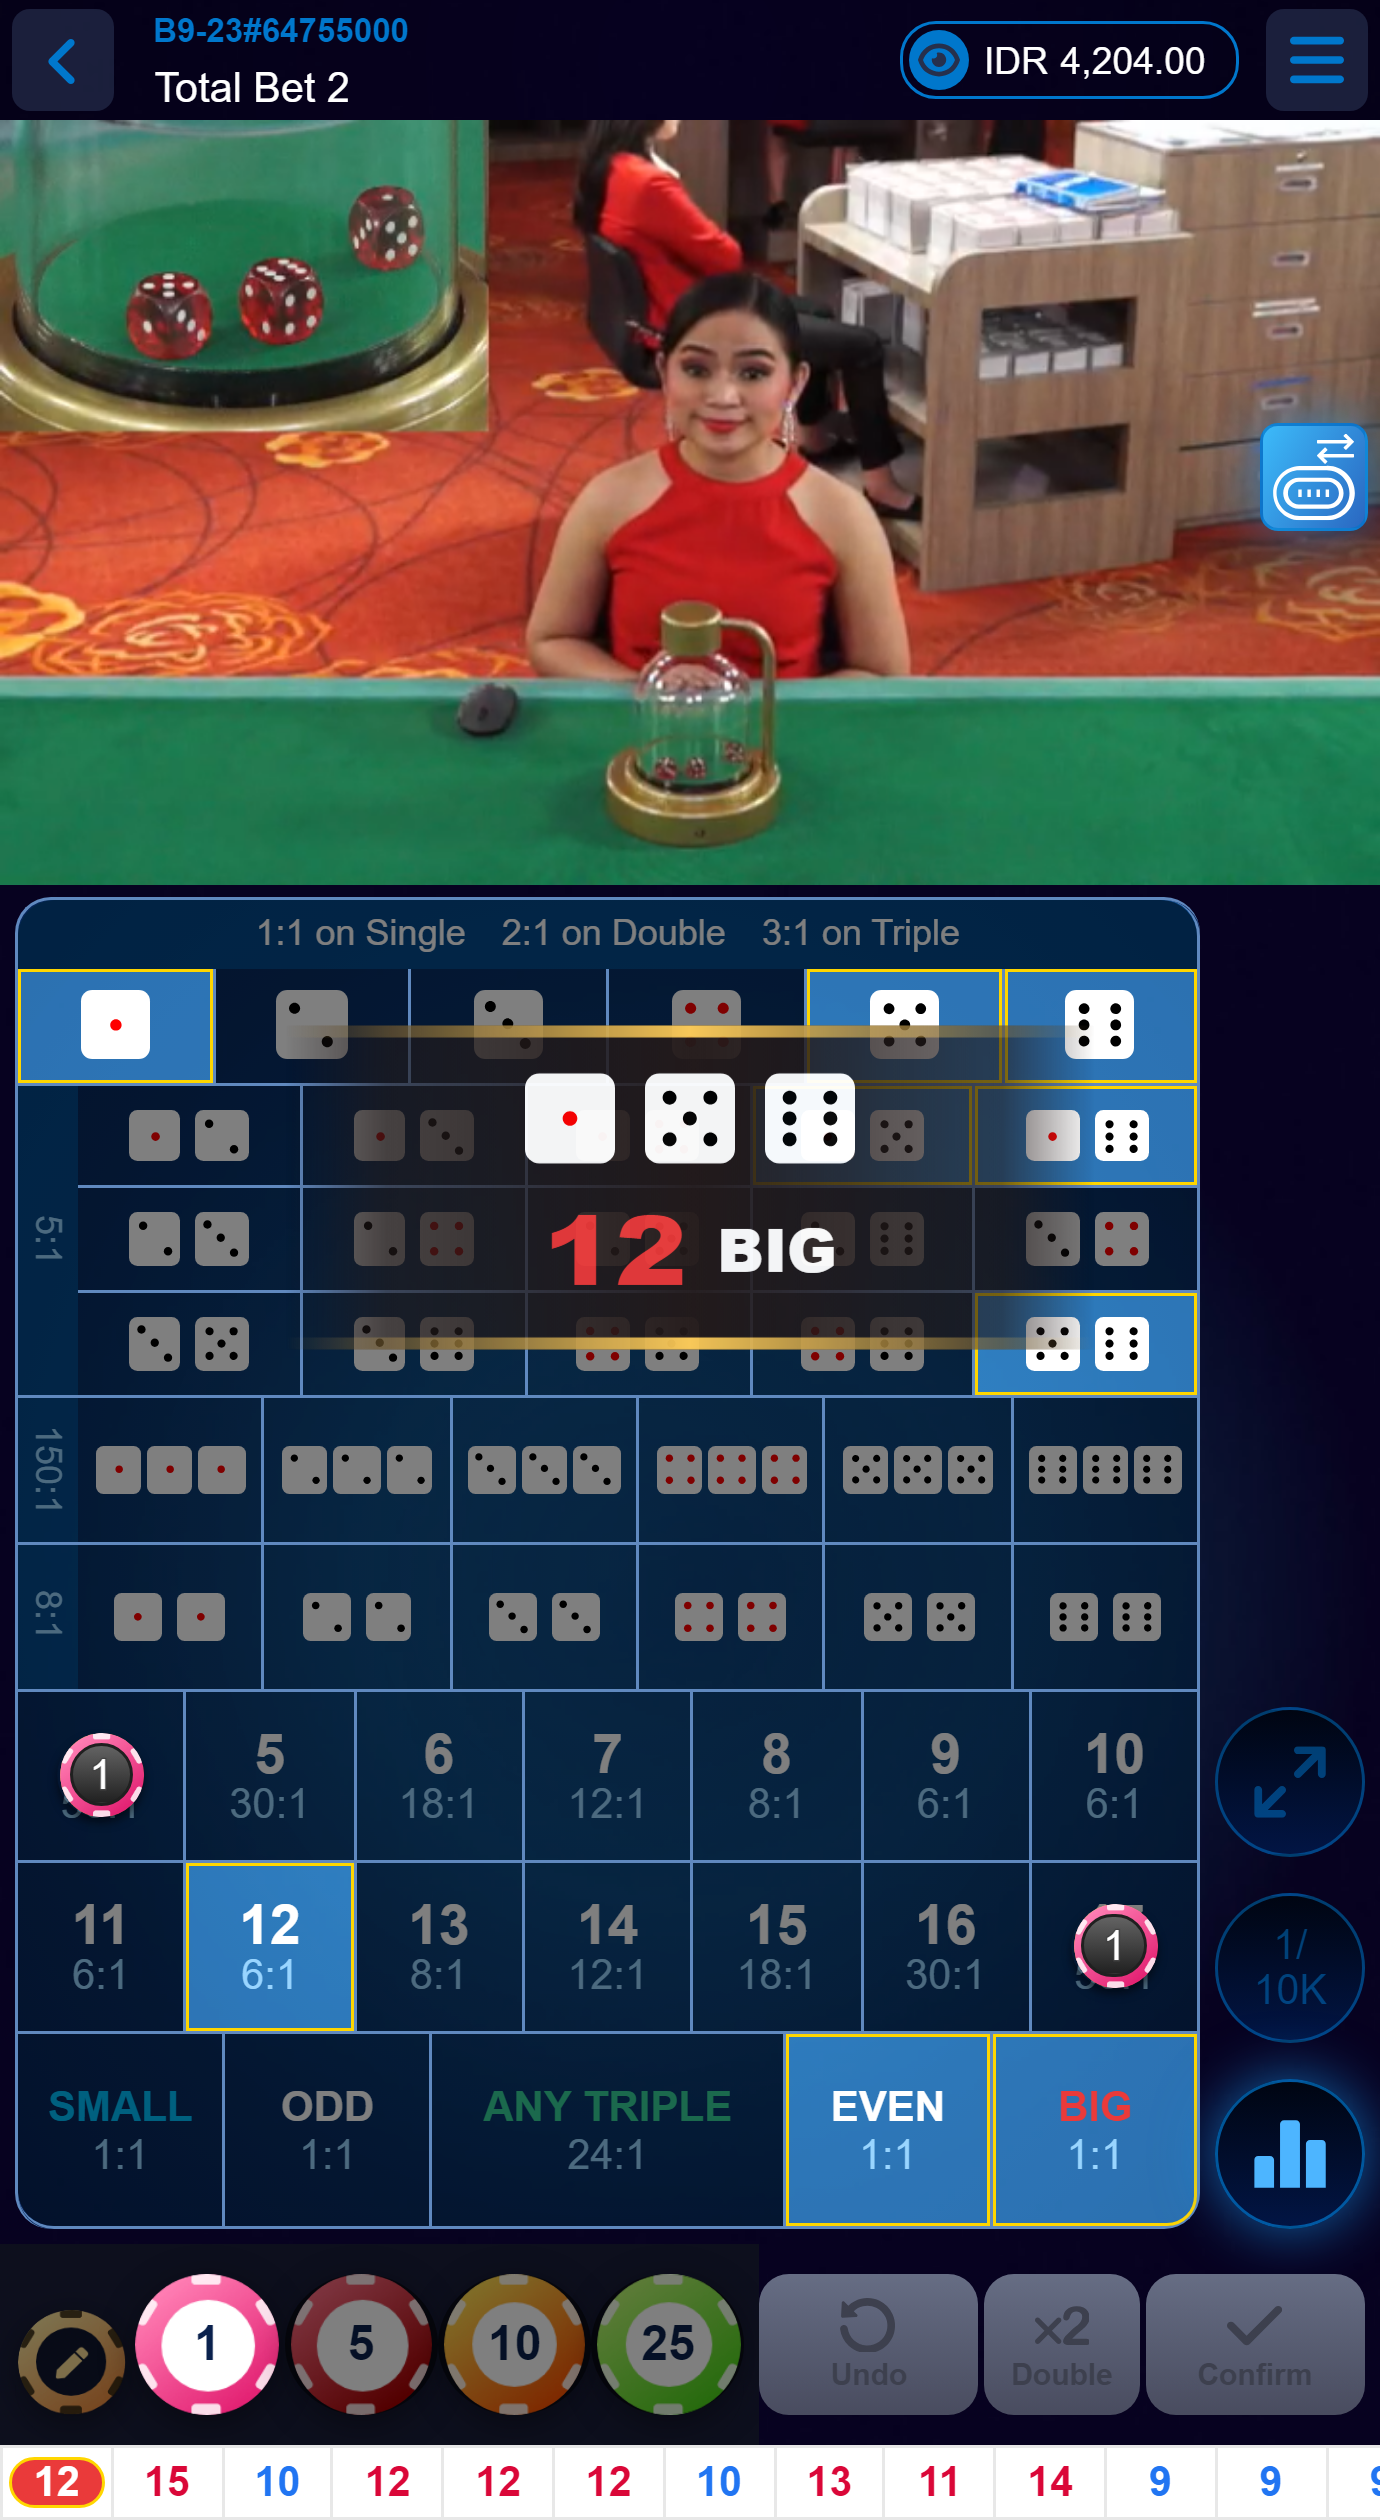 B9-23#64755000
Total Bet 2
IDR 4,204.00
1:1 on Single 2:1 on Double 3:1 on Triple
5:1
12 BIG
150:1
8:1
1
5 6 7 8 9 10
30:1 18:1 12:1 8:1 6:1 6:1
11 12 13 14 15 16
1
6:1 6:1 8:1 12:1 18:1 30:1
1/
10K
SMALL ODD ANY TRIPLE EVEN BIG
1:1 1:1 24:1 1:1 1:1
1 5 10 25
x2
Undo Double Confirm
12 15 10 12 12 12 10 13 11 14 9 9